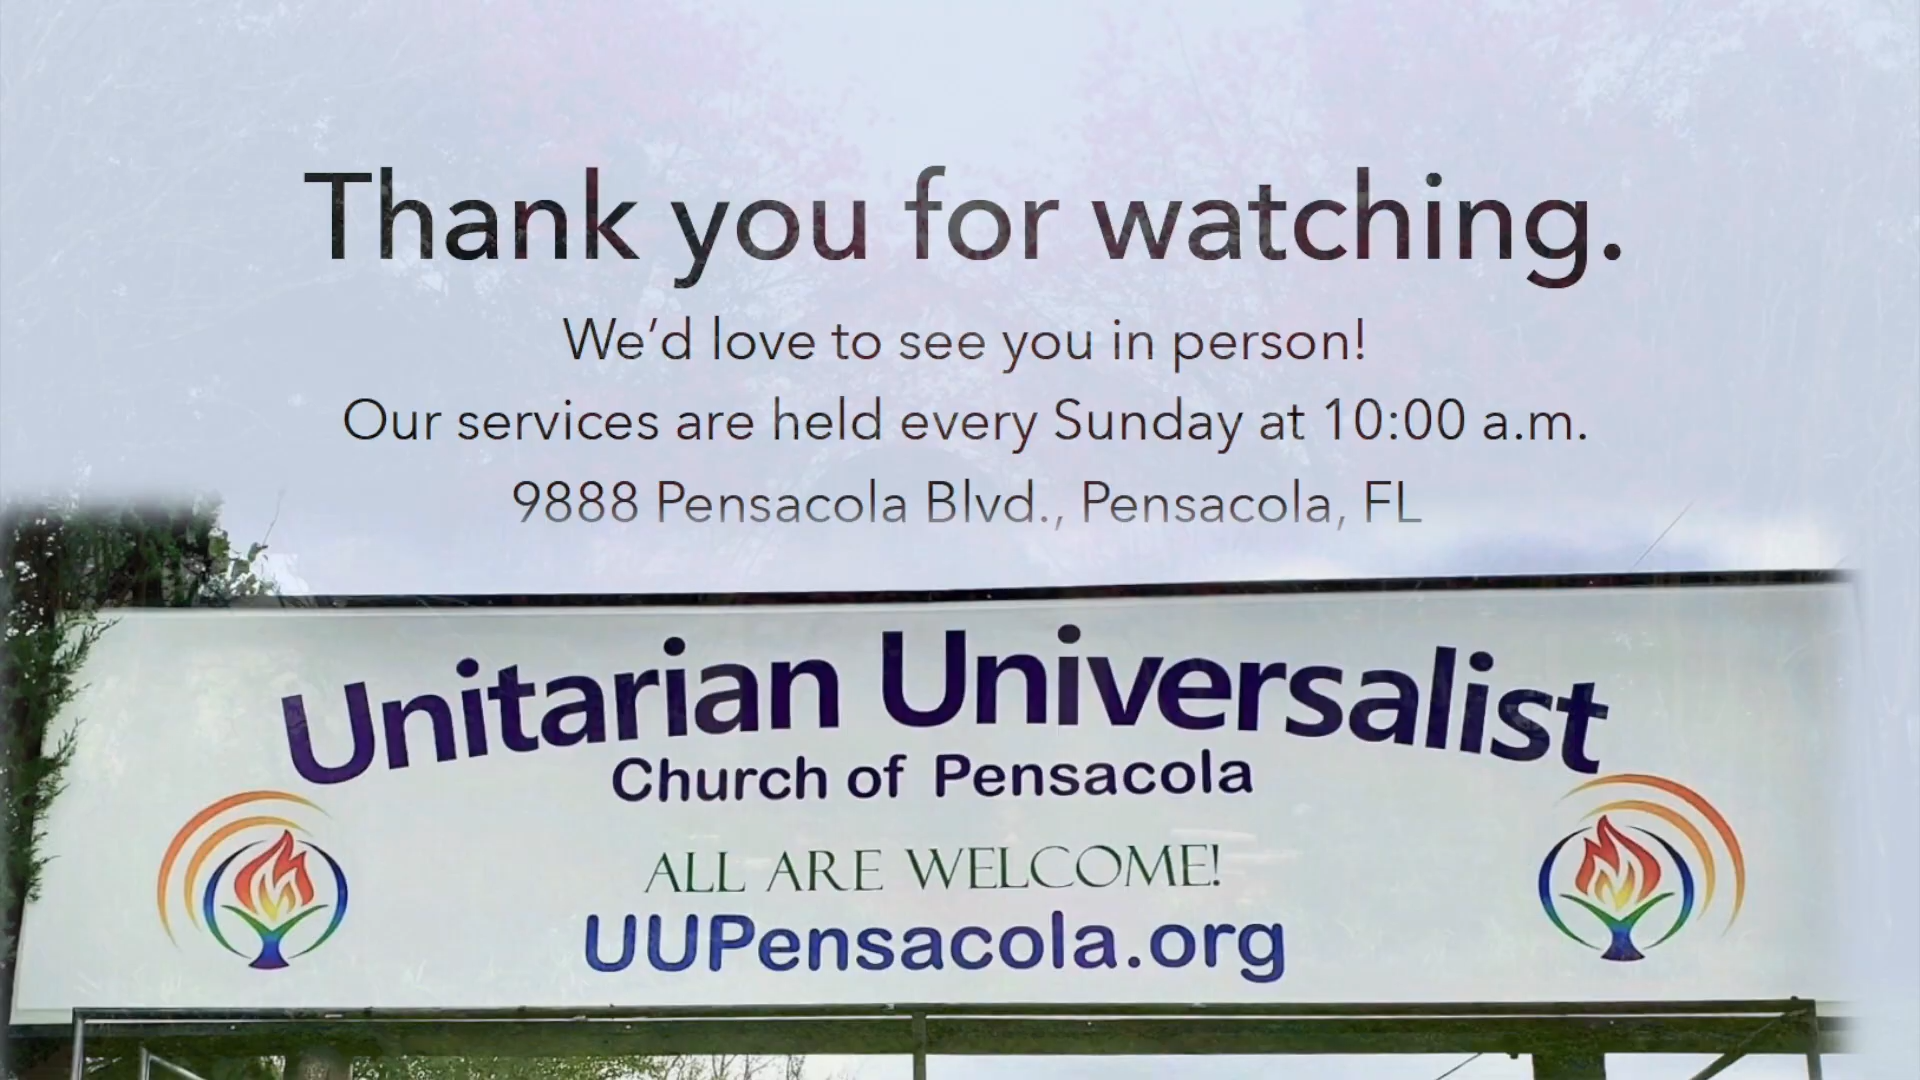 Thank you for watching.
We’d love to see you in person!
Our services are held every Sunday at 10:00 a.m.
9888 Pensacola Blvd., Pensacola, FL
Unitarian Universalist
Church of Pensacola
ALL ARE WELCOME!
UUPensacola.org